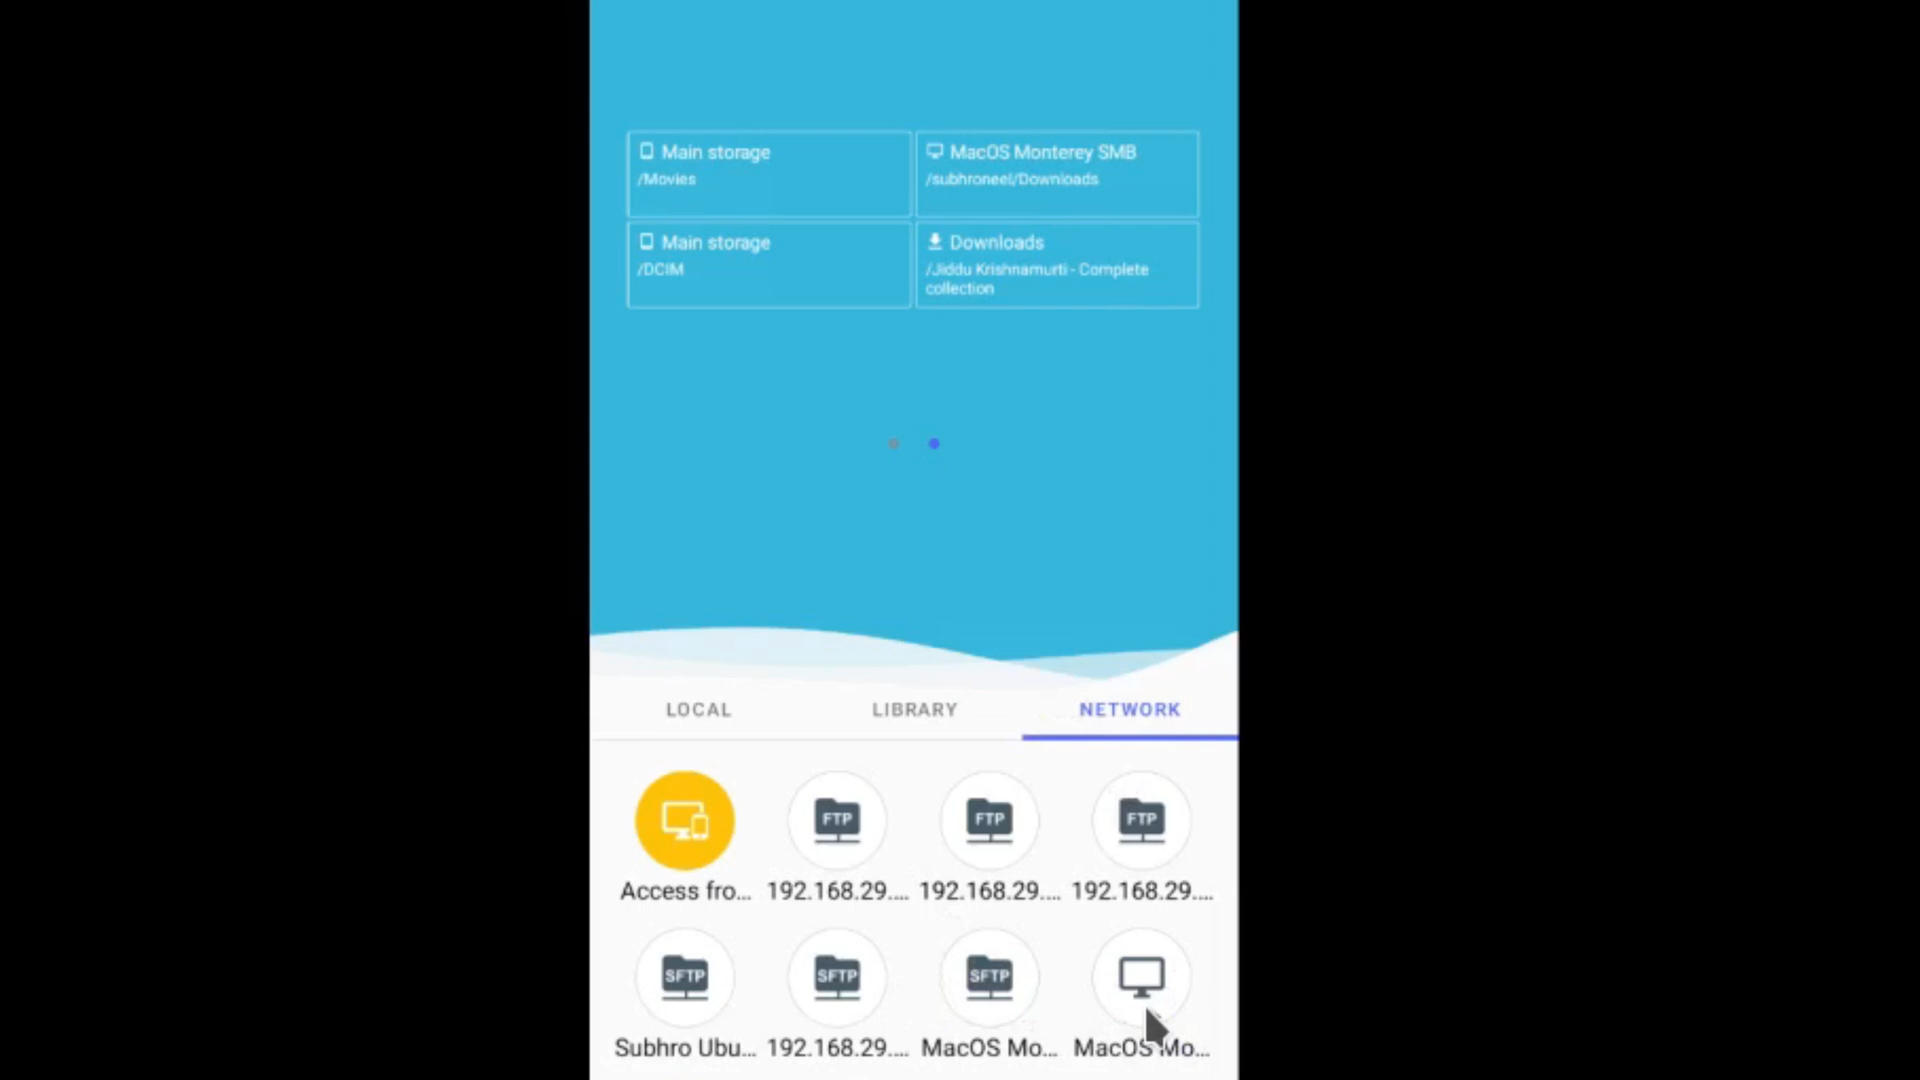 Main storage
/Movies
MacOS Monterey SMB
/subhroneel/Downloads
Main storage
/DCIM
Downloads
/Jiddu Krishnamurti - Complete
collection
LOCAL LIBRARY NETWORK
FTP FTP FTP
Access fro... 192.168.29.... 192.168.29.... 192.168.29....
SFTP SFTP SFTP
Subhro Ubu... 192.168.29.... MacOS Mo... MacOS Mo...